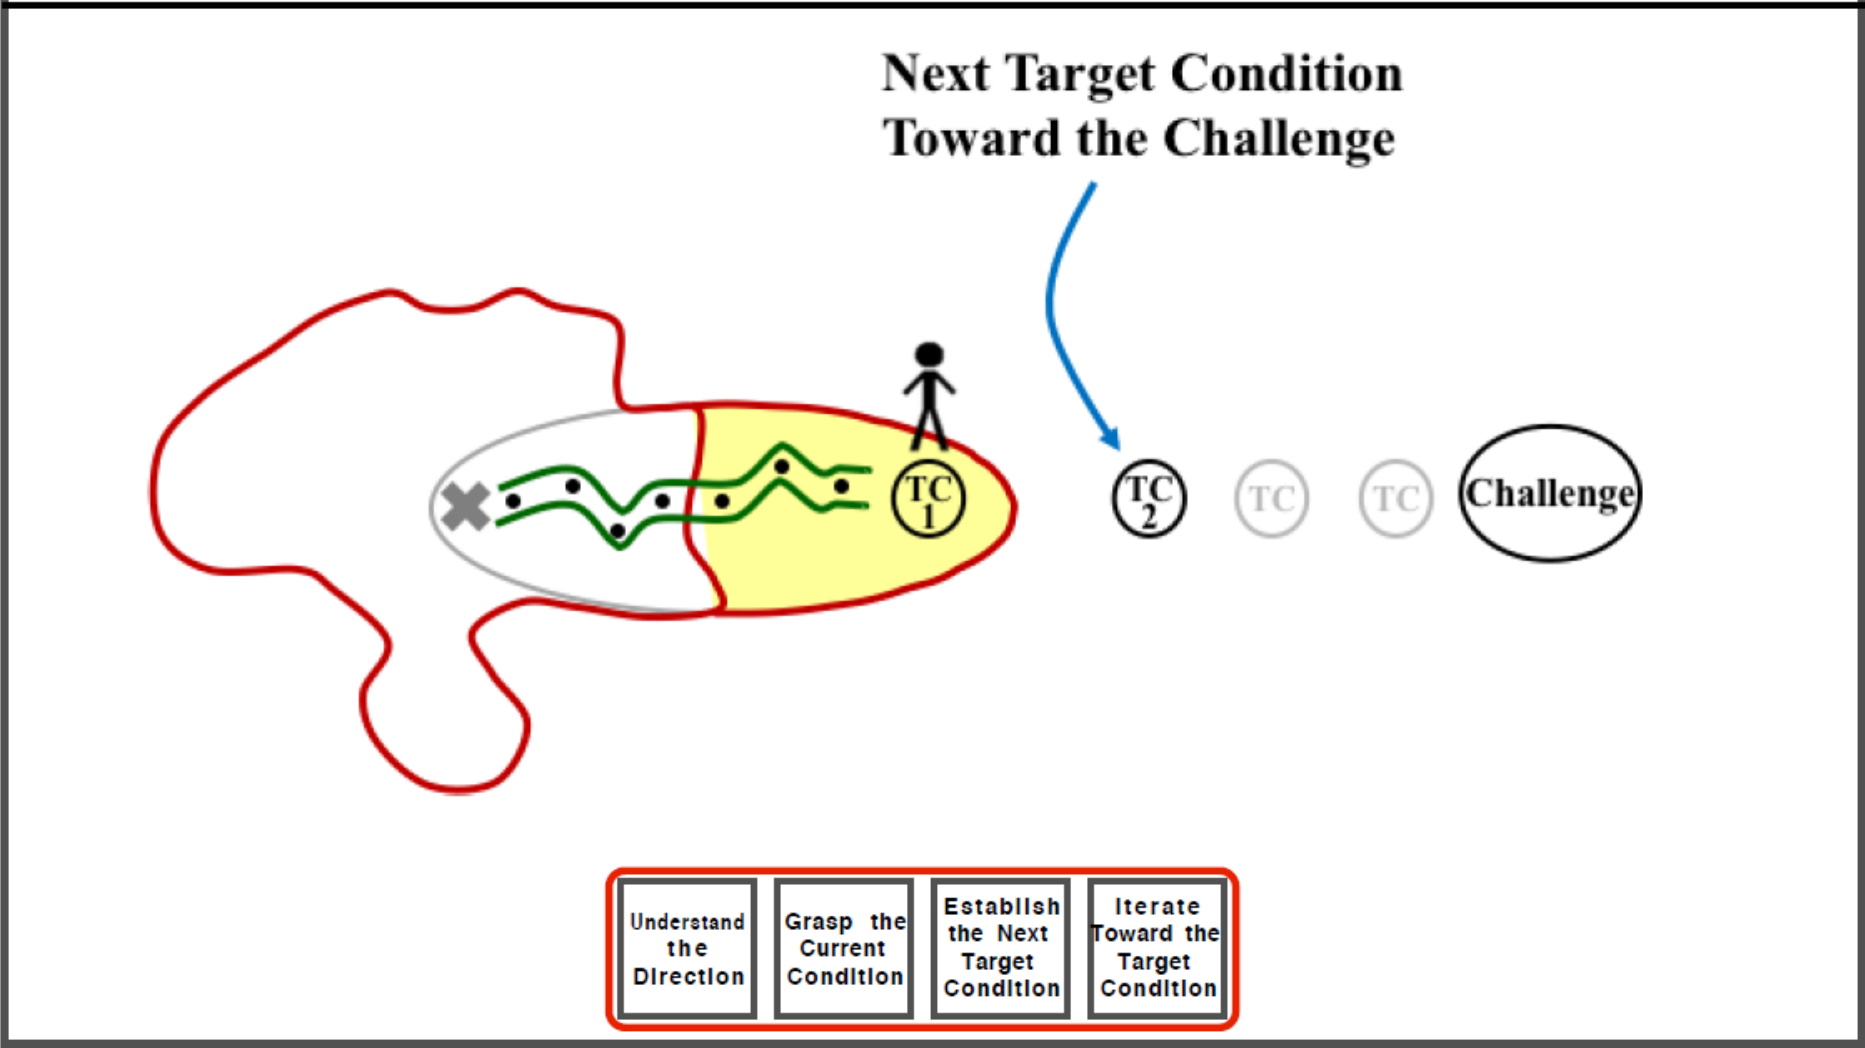 Next Target Condition
Toward the Challenge
TC
1
TC
2
TC
TC
Challenge
Understand
the
Direction
Grasp the
Current
Condition
Establish
the Next
Target
Condition
Iterate
Toward the
Target
Condition